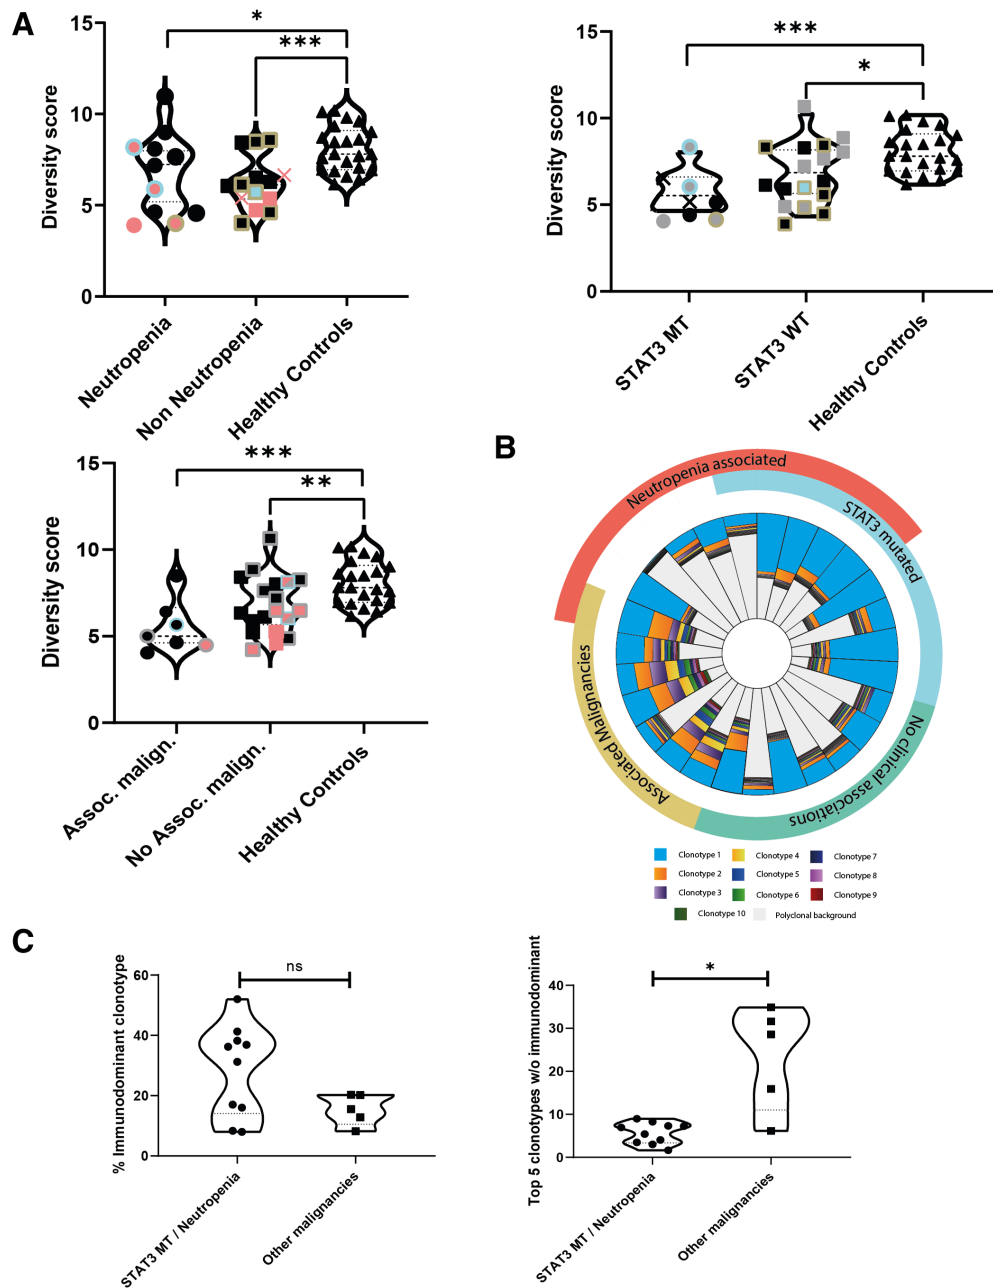 A
15
10
5
0
Diversity score
*
***
Neutropenia
Non Neutropenia
Healthy Controls
15
10
5
0
Diversity score
***
*
STAT3 MT
STAT3 WT
Healthy Controls
15
10
5
0
Diversity score
***
**
Assoc. malign.
No Assoc. malign.
Healthy Controls
B
Neutropenia associated
STAT3 mutated
No clinical associations
Associated Malignancies
Clonotype 1
Clonotype 4
Clonotype 7
Clonotype 2
Clonotype 5
Clonotype 8
Clonotype 3
Clonotype 6
Clonotype 9
Clonotype 10
Polyclonal background
C
60
40
20
0
% Immunodominant clonotype
ns
STAT3 MT / Neutropenia
Other malignancies
40
30
20
10
0
Top 5 clonotypes w/o immunodominant
*
STAT3 MT / Neutropenia
Other malignancies